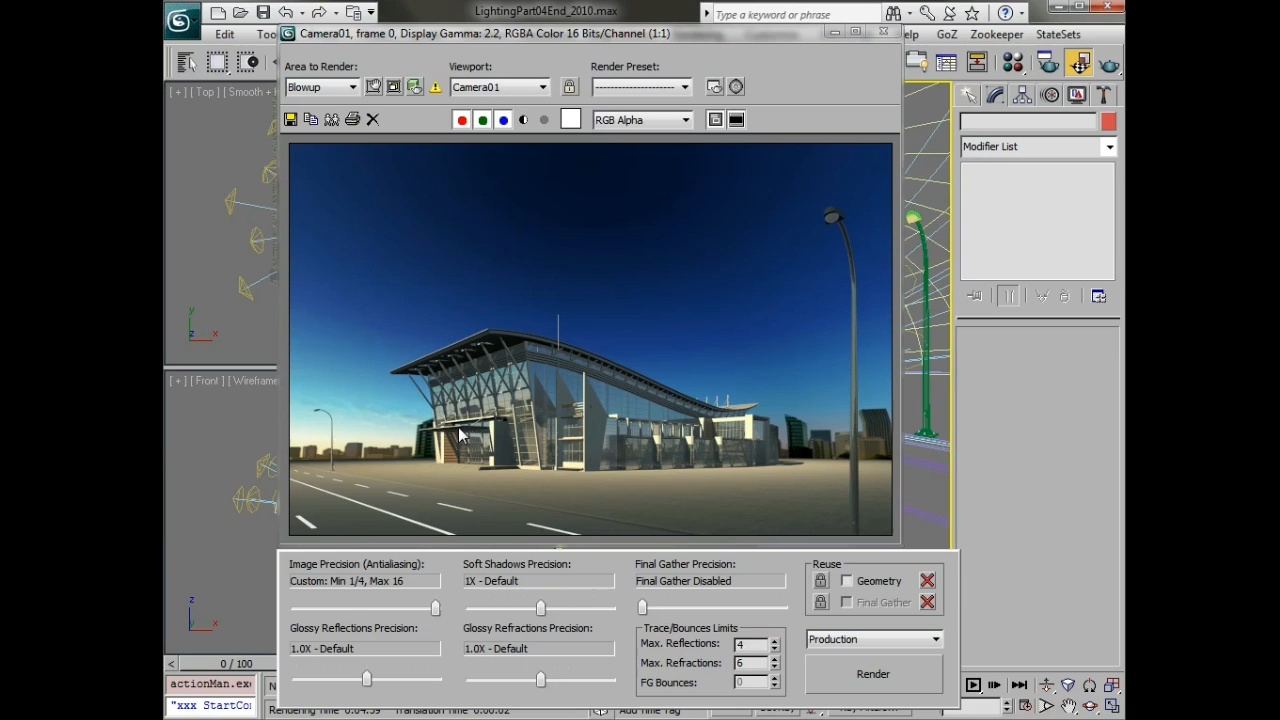 LightingPart04End_2010.max
Type a keyword or phrase
Edit
Camera01, frame 0, Display Gamma: 2.2, RGBA Color 16 Bits/Channel (1:1)
GoZ Zookeeper StateSets
Area to Render: Viewport: Render Preset:
Blowup Camera01
[ + ] [ Top ] [ Smooth +
RGB Alpha
Modifier List
y
z x
[ + ] [ Front ] [ Wireframe
Image Precision (Antialiasing): Soft Shadows Precision: Final Gather Precision: Reuse
Custom: Min 1/4, Max 16 1X - Default Final Gather Disabled Geometry
Final Gather
z
x
Glossy Reflections Precision: Glossy Refractions Precision: Trace/Bounces Limits
Max. Reflections: 4 Production
1.0X - Default 1.0X - Default
< 0 / 100 Max. Refractions: 6 Render
actionMan.ex FG Bounces: 0
"xxx StartCo
Rendering Time 0:04:59 Translation Time 0:00:02 Add Time Tag